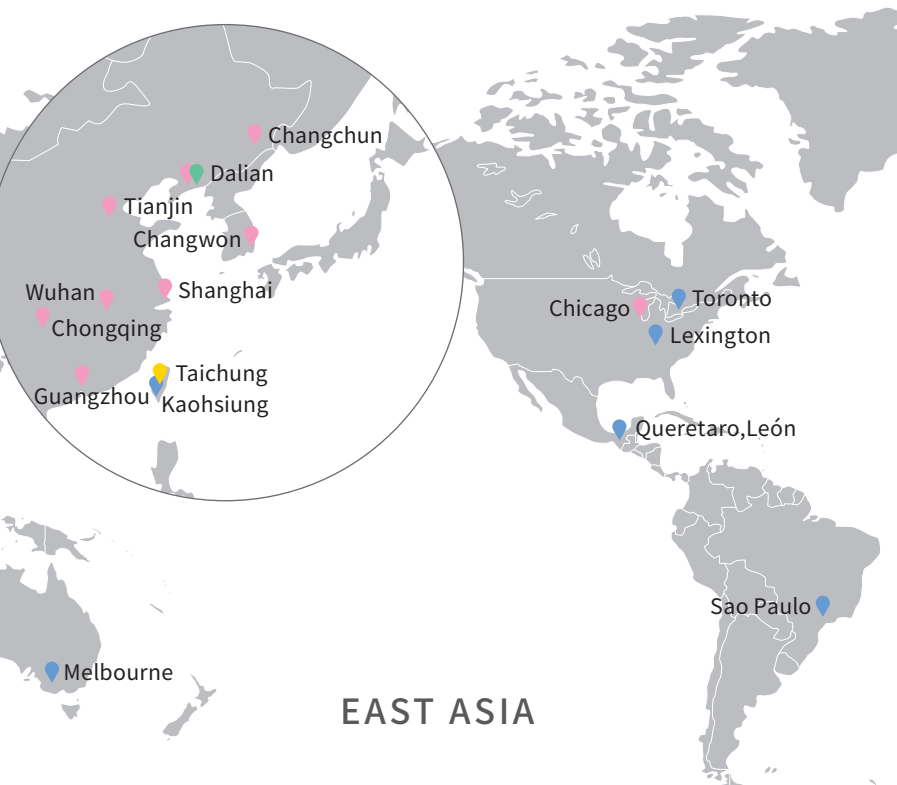 Changchun
Dalian
Tianjin
Changwon
Wuhan
Shanghai
Chongqing
Taichung
Guangzhou
Kaohsiung
Chicago
Toronto
Lexington
Queretaro,León
Sao Paulo
Melbourne
EAST ASIA